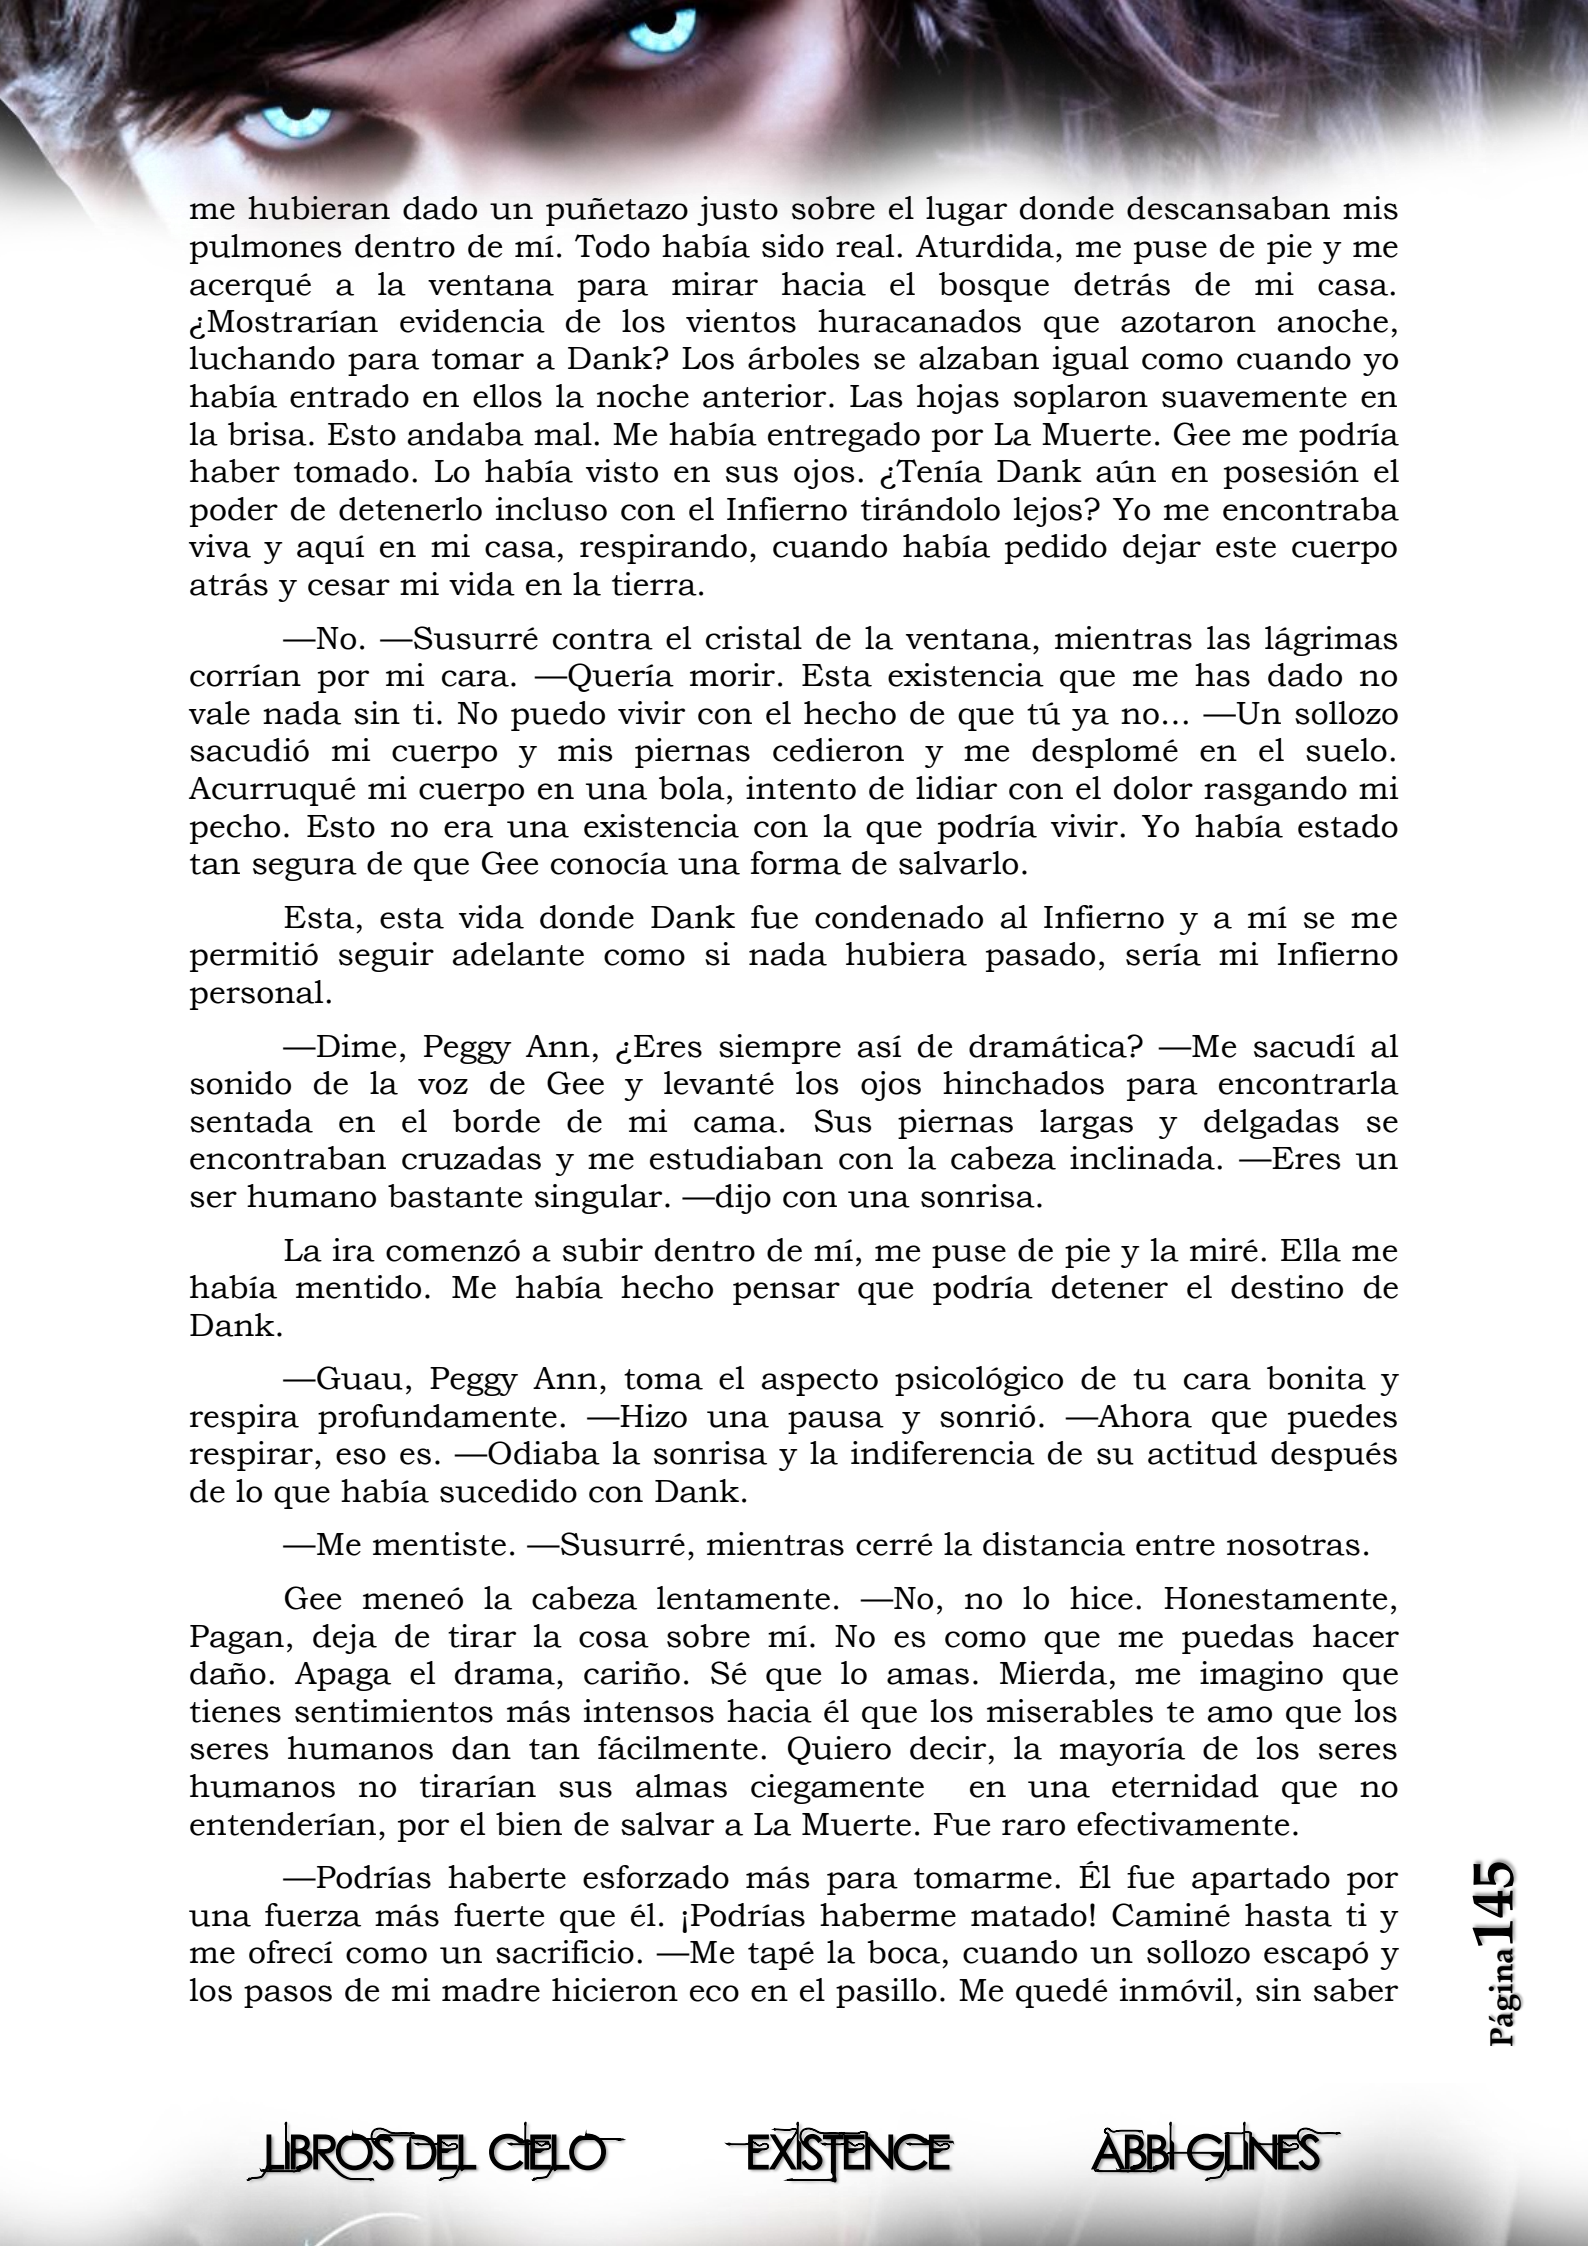 me hubieran dado un puñetazo justo sobre el lugar donde descansaban mis
pulmones dentro de mí. Todo había sido real. Aturdida, me puse de pie y me
acerqué a la ventana para mirar hacia el bosque detrás de mi casa.
¿Mostrarían evidencia de los vientos huracanados que azotaron anoche,
luchando para tomar a Dank? Los árboles se alzaban igual como cuando yo
había entrado en ellos la noche anterior. Las hojas soplaron suavemente en
la brisa. Esto andaba mal. Me había entregado por La Muerte. Gee me podría
haber tomado. Lo había visto en sus ojos. ¿Tenía Dank aún en posesión el
poder de detenerlo incluso con el Infierno tirándolo lejos? Yo me encontraba
viva y aquí en mi casa, respirando, cuando había pedido dejar este cuerpo
atrás y cesar mi vida en la tierra.
—No. —Susurré contra el cristal de la ventana, mientras las lágrimas
corrían por mi cara. —Quería morir. Esta existencia que me has dado no
vale nada sin ti. No puedo vivir con el hecho de que tú ya no... —Un sollozo
sacudió mi cuerpo y mis piernas cedieron y me desplomé en el suelo.
Acurruqué mi cuerpo en una bola, intento de lidiar con el dolor rasgando mi
pecho. Esto no era una existencia con la que podría vivir. Yo había estado
tan segura de que Gee conocía una forma de salvarlo.
Esta, esta vida donde Dank fue condenado al Infierno y a mí se me
permitió seguir adelante como si nada hubiera pasado, sería mi Infierno
personal.
—Dime, Peggy Ann, ¿Eres siempre así de dramática? —Me sacudí al
sonido de la voz de Gee y levanté los ojos hinchados para encontrarla
sentada en el borde de mi cama. Sus piernas largas y delgadas se
encontraban cruzadas y me estudiaban con la cabeza inclinada. —Eres un
ser humano bastante singular. —dijo con una sonrisa.
La ira comenzó a subir dentro de mí, me puse de pie y la miré. Ella me
había mentido. Me había hecho pensar que podría detener el destino de
Dank.
—Guau, Peggy Ann, toma el aspecto psicológico de tu cara bonita y
respira profundamente. —Hizo una pausa y sonrió. —Ahora que puedes
respirar, eso es. —Odiaba la sonrisa y la indiferencia de su actitud después
de lo que había sucedido con Dank.
—Me mentiste. —Susurré, mientras cerré la distancia entre nosotras.
Gee meneó la cabeza lentamente. —No, no lo hice. Honestamente,
Pagan, deja de tirar la cosa sobre mí. No es como que me puedas hacer
daño. Apaga el drama, cariño. Sé que lo amas. Mierda, me imagino que
tienes sentimientos más intensos hacia él que los miserables te amo que los
seres humanos dan tan fácilmente. Quiero decir, la mayoría de los seres
humanos no tirarían sus almas ciegamente en una eternidad que no
entenderían, por el bien de salvar a La Muerte. Fue raro efectivamente.
—Podrías haberte esforzado más para tomarme. Él fue apartado por
una fuerza más fuerte que él. ¡Podrías haberme matado! Caminé hasta ti y
me ofrecí como un sacrificio. —Me tapé la boca, cuando un sollozo escapó y
los pasos de mi madre hicieron eco en el pasillo. Me quedé inmóvil, sin saber
Página145
LIBROS DEL CIELO EXISTENCE ABBI GLINES